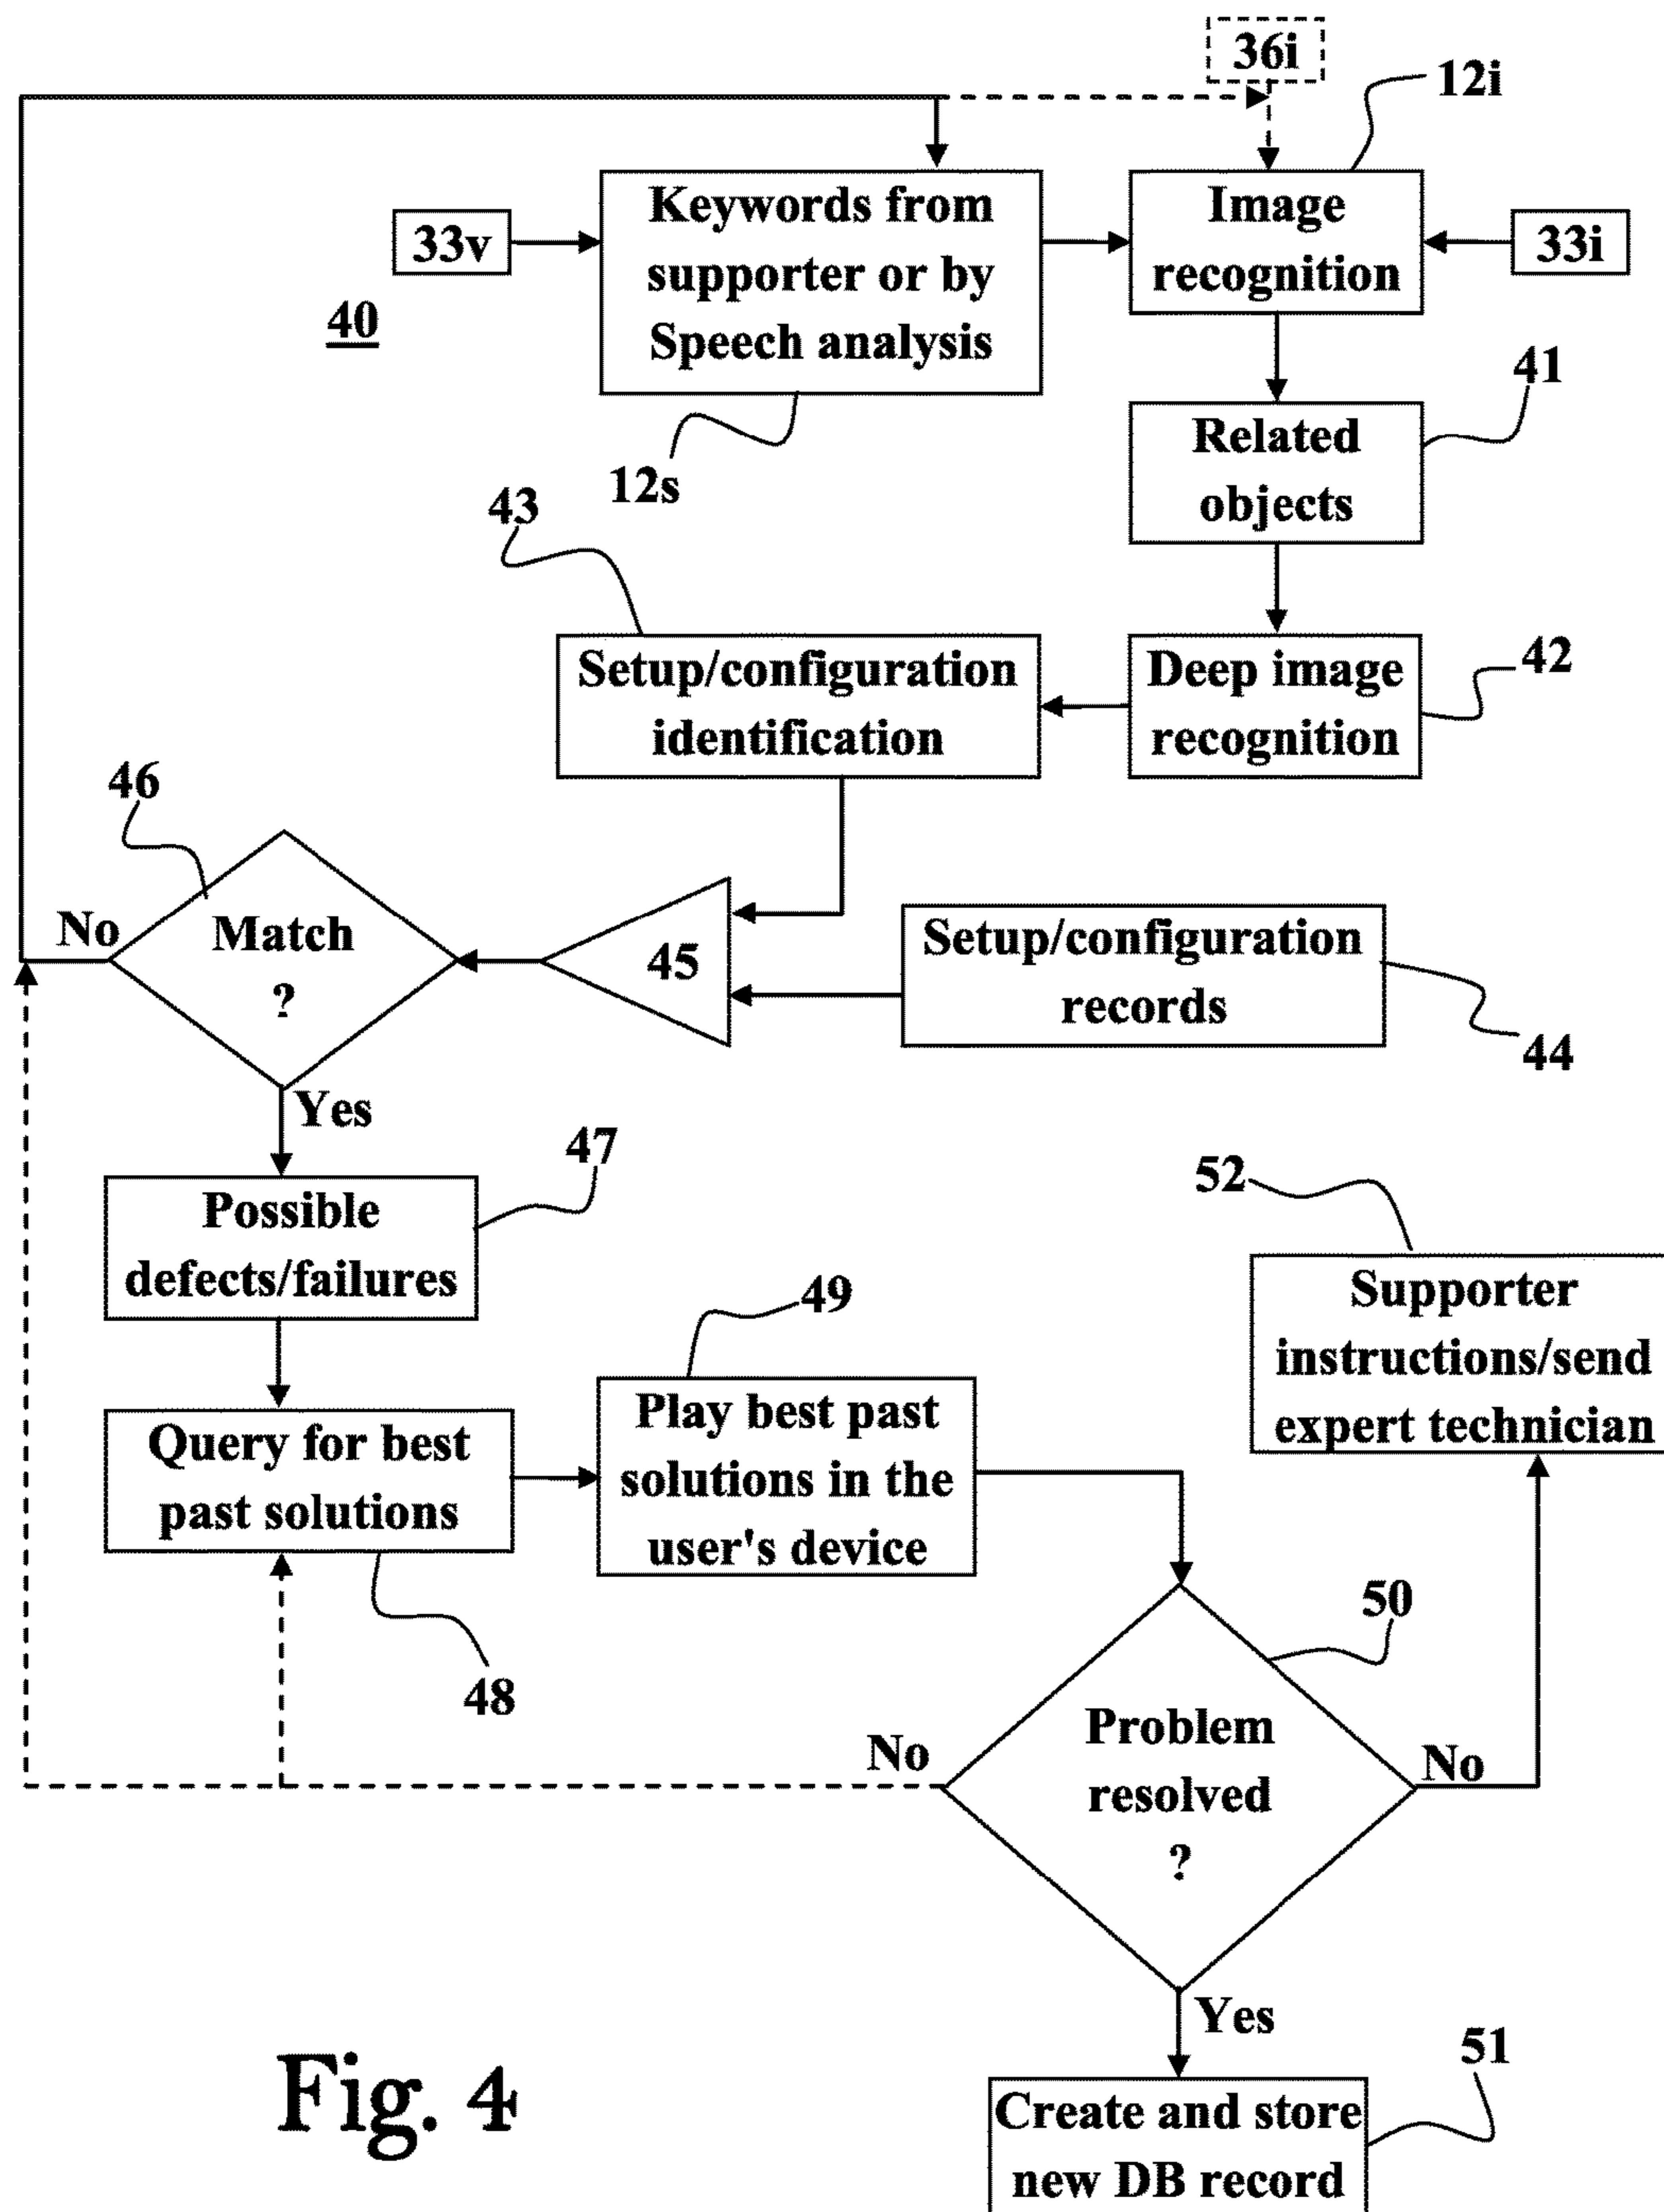 36i
12i
Keywords from
supporter or by
Speech analysis
Image
recognition
33v
33i
40
12s
41
Related
objects
43
Setup/configuration
identification
Deep image
recognition
42
46
No
Match
?
45
Setup/configuration
records
44
Yes
47
Possible
defects/failures
52
Supporter
instructions/send
expert technician
49
Query for best
past solutions
Play best past
solutions in the
user's device
48
50
No
Problem
resolved
?
No
Yes
51
Create and store
new DB record
Fig. 4